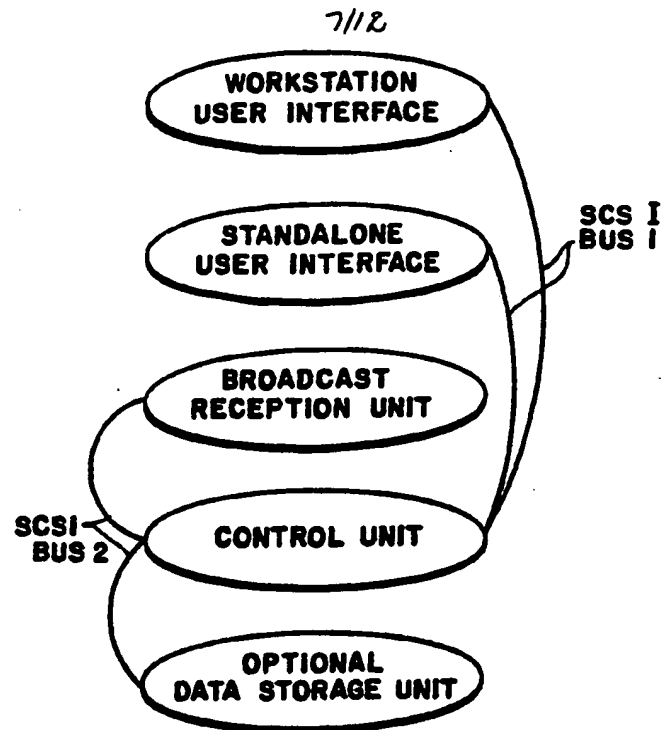 7/12
WORKSTATION
USER INTERFACE
STANDALONE
USER INTERFACE
SCS I
BUS 1
BROADCAST
RECEPTION UNIT
CONTROL UNIT
SCSI
BUS 2
OPTIONAL
DATA STORAGE UNIT